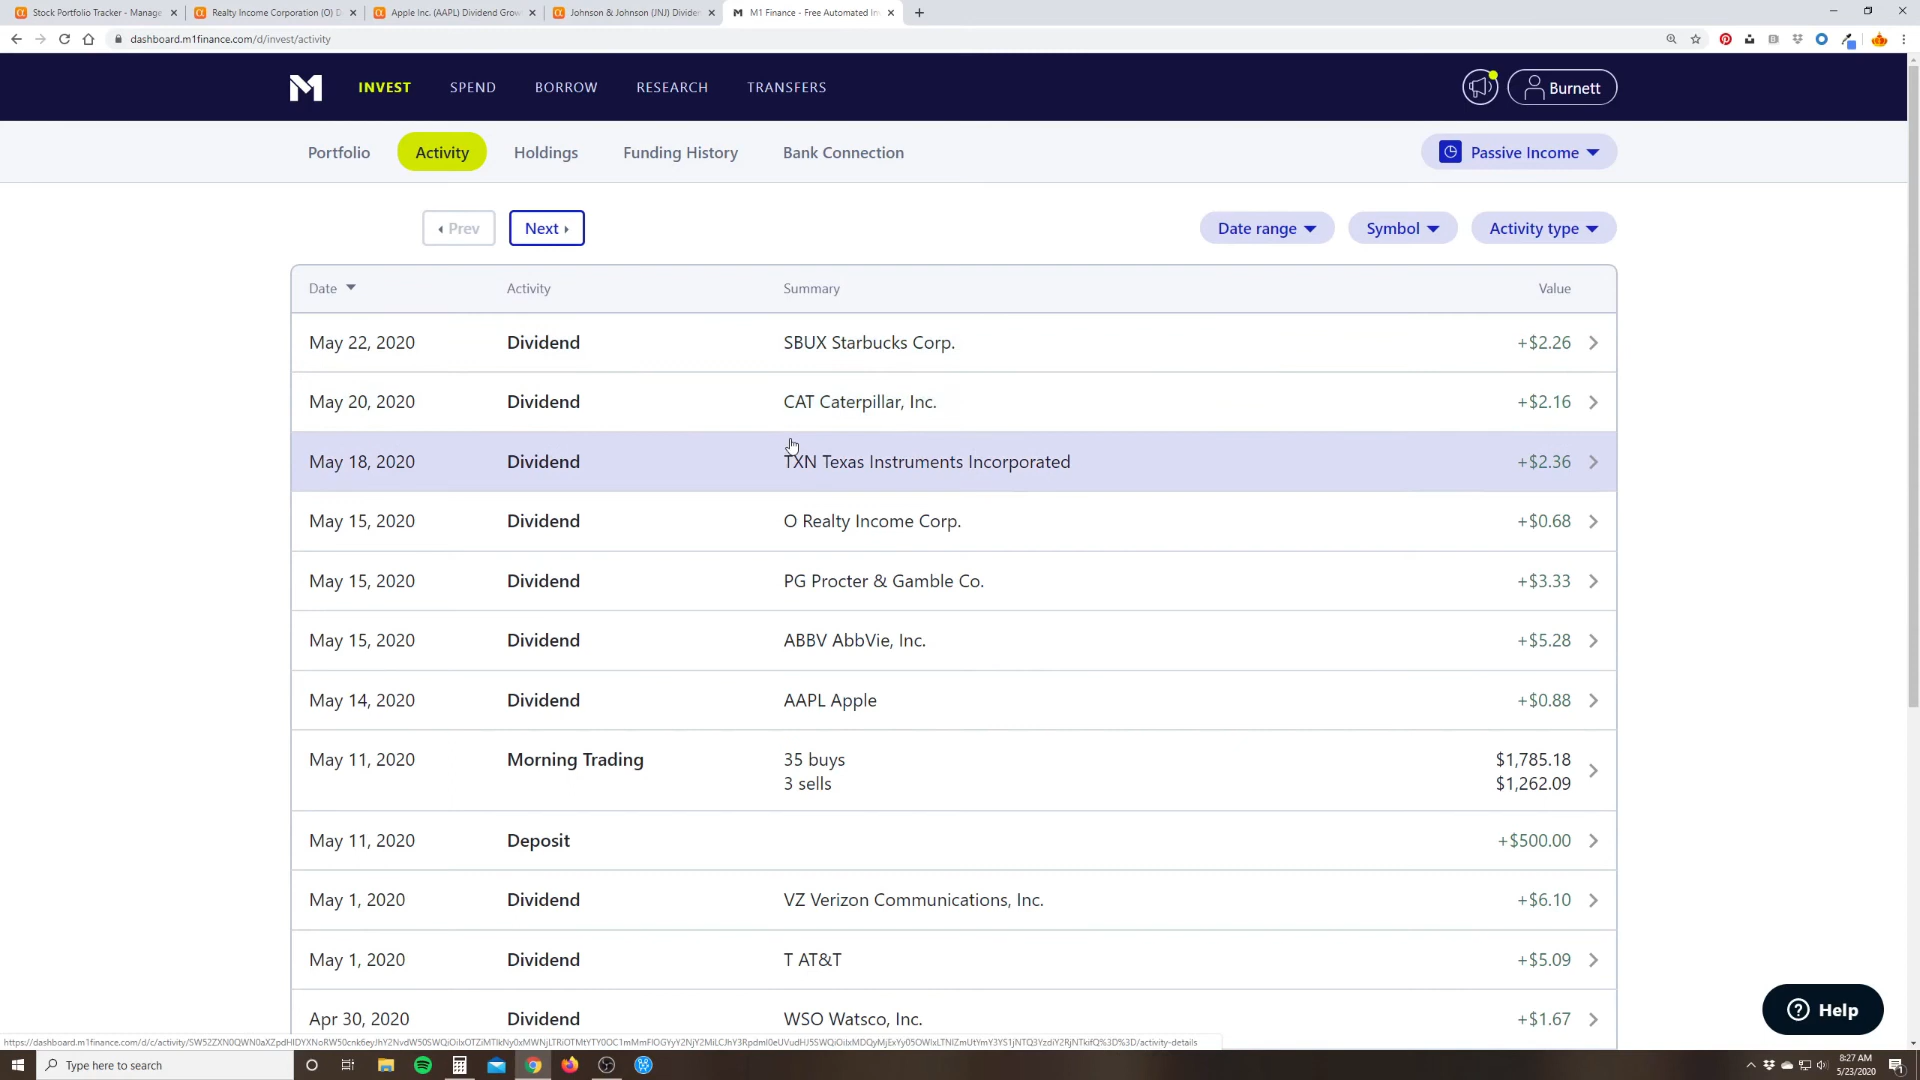 Stock Portfolio Tracker - Manage
Realty Income Corporation (O) D
Apple Inc. (AAPL) Dividend Grow
Johnson & Johnson (JNJ) Dividen
M1 Finance - Free Automated In
dashboard.m1finance.com/d/invest/activity
INVEST SPEND BORROW RESEARCH TRANSFERS Burnett
Portfolio Activity Holdings Funding History Bank Connection Passive Income
Prev Next Date range Symbol Activity type
Date Activity Summary Value
May 22, 2020 Dividend SBUX Starbucks Corp. +$2.26
May 20, 2020 Dividend CAT Caterpillar, Inc. +$2.16
May 18, 2020 Dividend TXN Texas Instruments Incorporated +$2.36
May 15, 2020 Dividend O Realty Income Corp. +$0.68
May 15, 2020 Dividend PG Procter & Gamble Co. +$3.33
May 15, 2020 Dividend ABBV AbbVie, Inc. +$5.28
May 14, 2020 Dividend AAPL Apple +$0.88
May 11, 2020 Morning Trading 35 buys $1,785.18
3 sells $1,262.09
May 11, 2020 Deposit +$500.00
May 1, 2020 Dividend VZ Verizon Communications, Inc. +$6.10
May 1, 2020 Dividend T AT&T +$5.09
Apr 30, 2020 Dividend WSO Watsco, Inc. +$1.67
Help
Type here to search
8:27 AM
5/23/2020